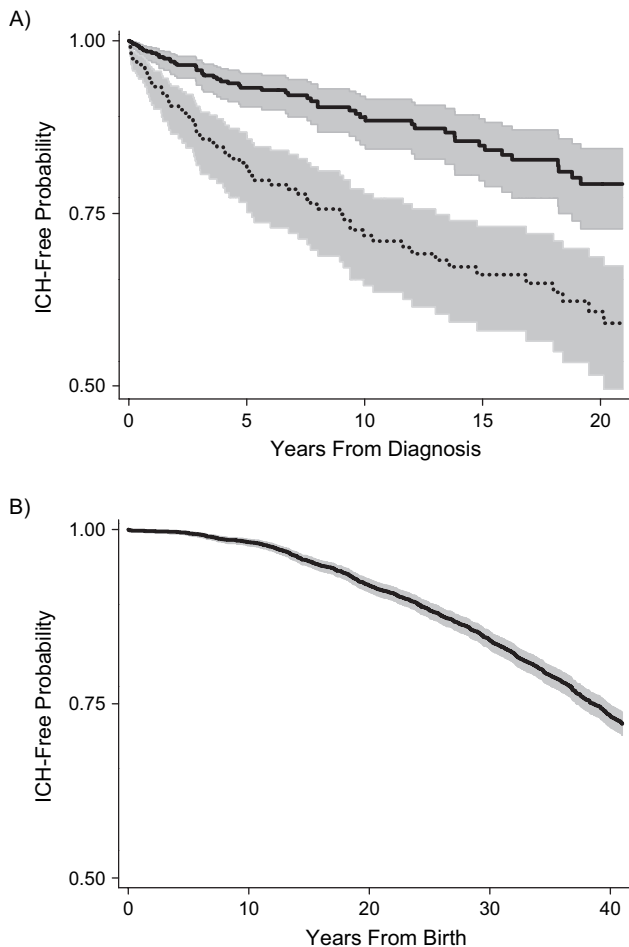 A)
1.00
0.75
0.50
ICH-Free Probability
0 5 10 15 20
Years From Diagnosis
B)
1.00
0.75
0.50
ICH-Free Probability
0 10 20 30 40
Years From Birth